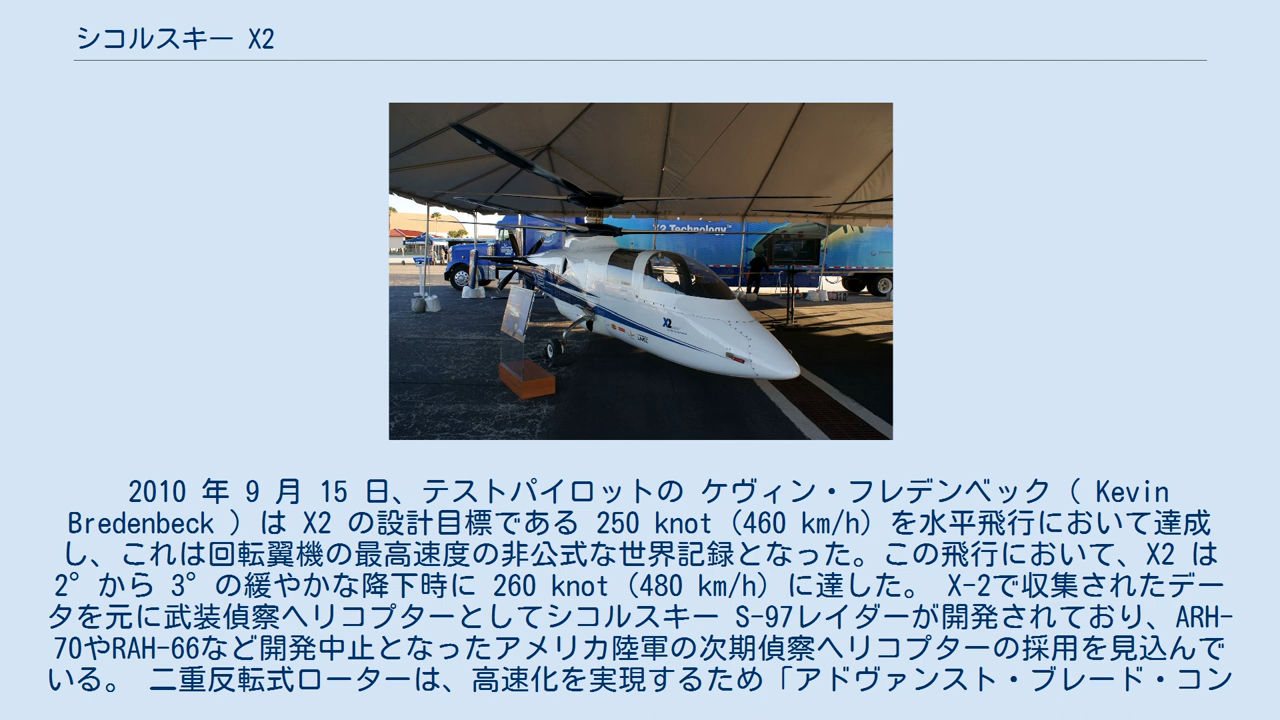 シコルスキー X2
X2 Technology™
X2
2010 年 9 月 15 日、テストパイロットの ケヴィン・フレデンベック（ Kevin
Bredenbeck ）は X2 の設計目標である 250 knot（460 km/h）を水平飛行において達成
し、これは回転翼機の最高速度の非公式な世界記録となった。この飛行において、X2 は
2°から 3°の緩やかな降下時に 260 knot（480 km/h）に達した。 X-2で収集されたデー
タを元に武装偵察ヘリコプターとしてシコルスキー S-97レイダーが開発されており、ARH-
70やRAH-66など開発中止となったアメリカ陸軍の次期偵察ヘリコプターの採用を見込んで
いる。 二重反転式ローターは、高速化を実現するため「アドヴァンスト・ブレード・コン